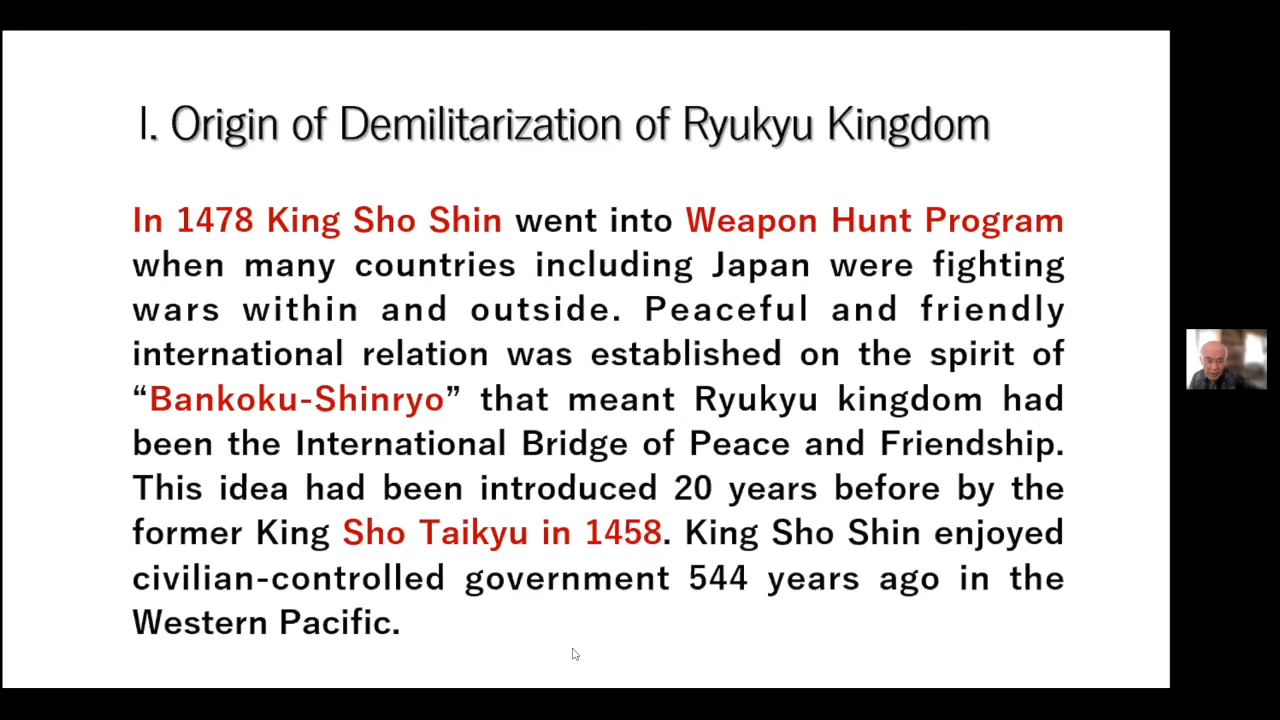 I. Origin of Demilitarization of Ryukyu Kingdom
In 1478 King Sho Shin went into Weapon Hunt Program
when many countries including Japan were fighting
wars within and outside. Peaceful and friendly
international relation was established on the spirit of
“Bankoku-Shinryo” that meant Ryukyu kingdom had
been the International Bridge of Peace and Friendship.
This idea had been introduced 20 years before by the
former King Sho Taikyu in 1458. King Sho Shin enjoyed
civilian-controlled government 544 years ago in the
Western Pacific.